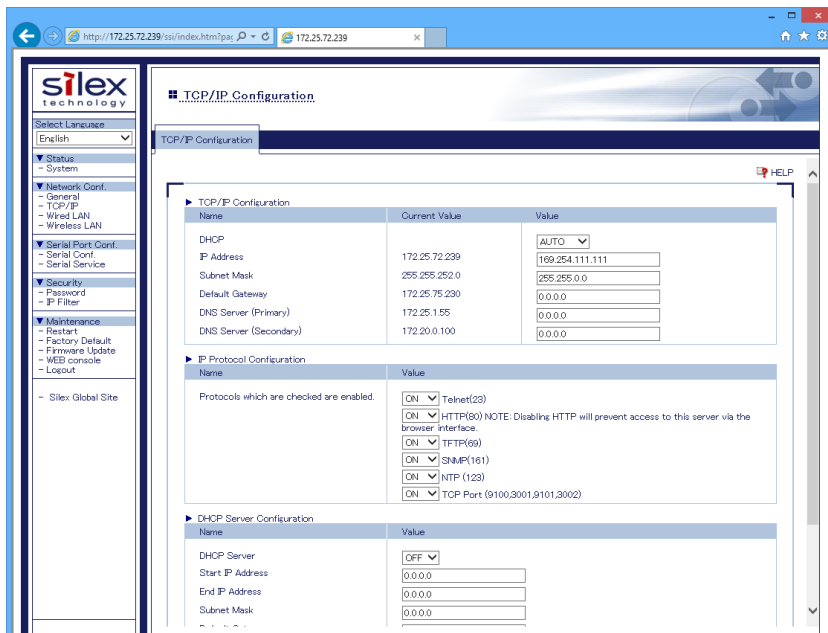 http://172.25.72.239/ssi/index.htm?pag
172.25.72.239
silex
technology
Select Language
English
Status
– System
Network Conf.
– General
– TCP/IP
– Wired LAN
– Wireless LAN
Serial Port Conf.
– Serial Conf.
– Serial Service
Security
– Password
– IP Filter
Maintenance
– Restart
– Factory Default
– Firmware Update
– WEB console
– Logout
– Silex Global Site
TCP/IP Configuration
TCP/IP Configuration
HELP
TCP/IP Configuration
Name Current Value Value
DHCP AUTO
IP Address 172.25.72.239 169.254.111.111
Subnet Mask 255.255.252.0 255.255.0.0
Default Gateway 172.25.75.230 0.0.0.0
DNS Server (Primary) 172.25.1.55 0.0.0.0
DNS Server (Secondary) 172.20.0.100 0.0.0.0
IP Protocol Configuration
Name Value
Protocols which are checked are enabled. ON Telnet(23)
ON HTTP(80) NOTE: Disabling HTTP will prevent access to this server via the
browser interface.
ON TFTP(69)
ON SNMP(161)
ON NTP (123)
ON TCP Port (9100,3001,9101,3002)
DHCP Server Configuration
Name Value
DHCP Server OFF
Start IP Address 0.0.0.0
End IP Address 0.0.0.0
Subnet Mask 0.0.0.0